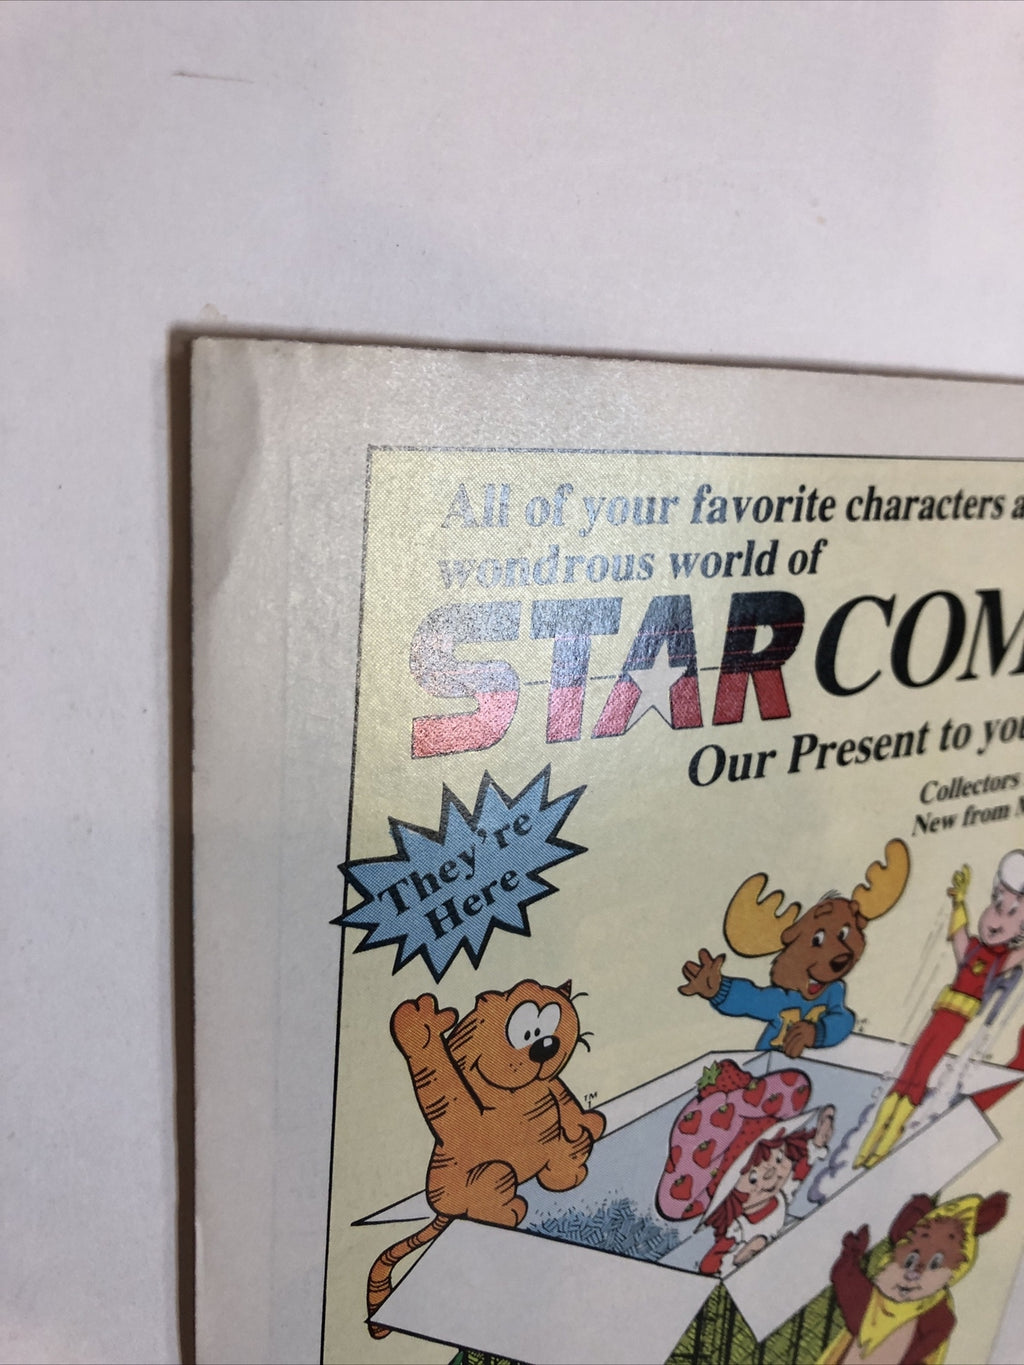 All of your favorite characters a
wondrous world of
STAR COM
Our Present to you
Collectors
New from M
They're
Here
TM